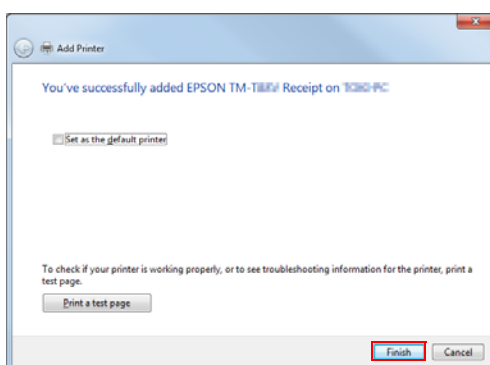 Add Printer
You've successfully added EPSON Receipt on
Set as the default printer
To check if your printer is working properly, or to see troubleshooting information for the printer, print a
test page.
Print a test page
Finish Cancel